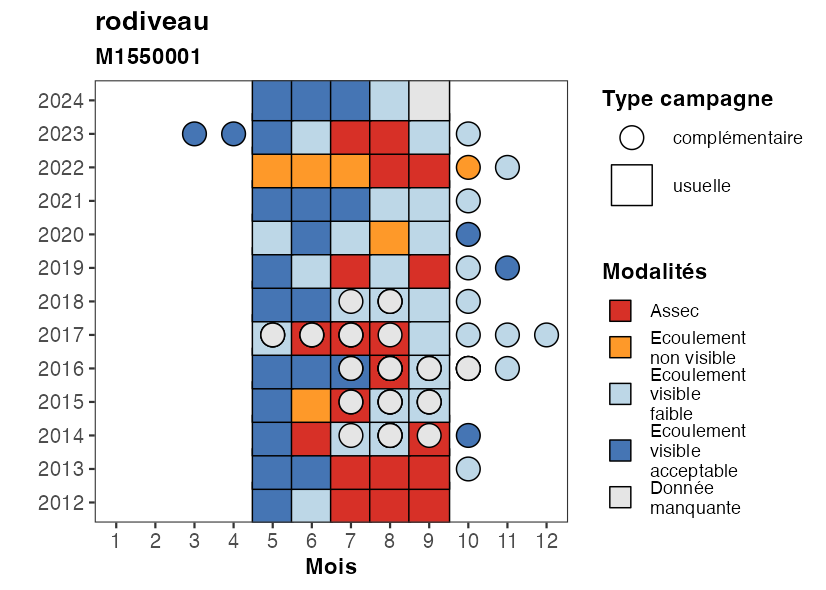 rodiveau
M1550001
2024
2023
2022
2021
2020
2019
2018
2017
2016
2015
2014
2013
2012
1 2 3 4 5 6 7 8 9 10 11 12
Mois
Type campagne
complémentaire
usuelle
Modalités
Assec
Ecoulement
non visible
Ecoulement
visible
faible
Ecoulement
visible
acceptable
Donnée
manquante